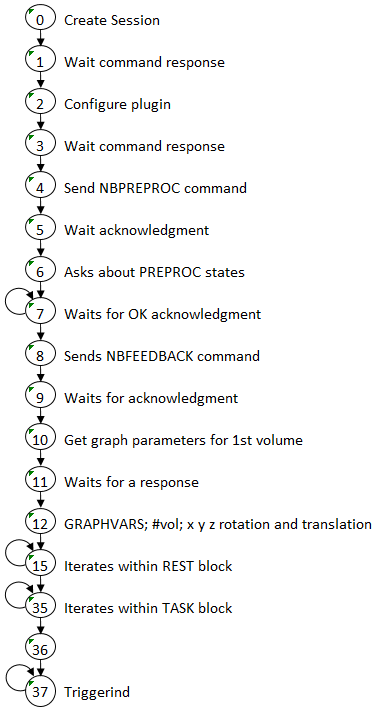 0 Create Session
1 Wait command response
2 Configure plugin
3 Wait command response
4 Send NBPREPROC command
5 Wait acknowledgment
6 Asks about PREPROC states
7 Waits for OK acknowledgment
8 Sends NBFEEDBACK command
9 Waits for acknowledgment
10 Get graph parameters for 1st volume
11 Waits for a response
12 GRAPHVARS; #vol; x y z rotation and translation
15 Iterates within REST block
35 Iterates within TASK block
36
37 Triggerind